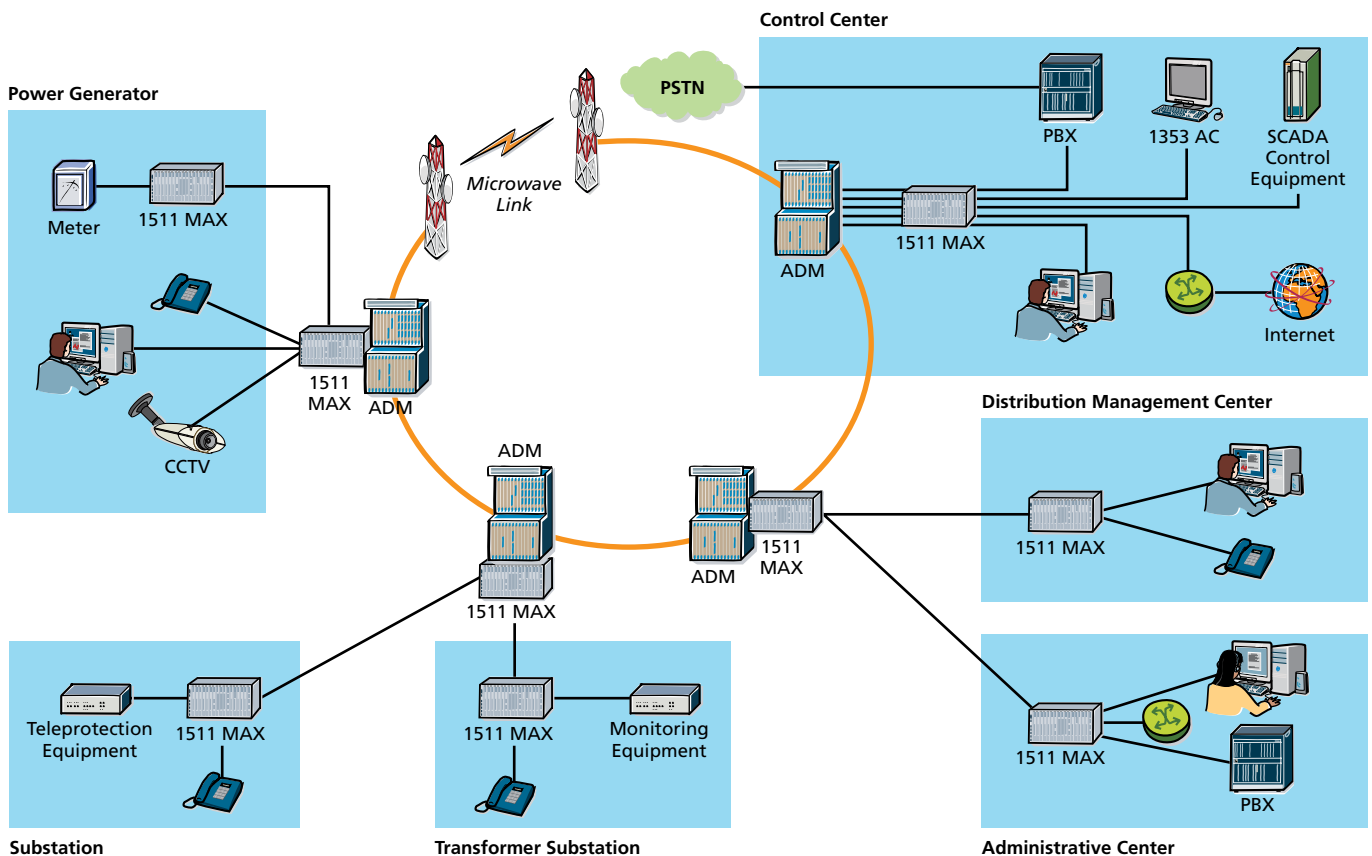 Control Center
PSTN
PBX
1353 AC
SCADA
Control
Equipment
1511 MAX
ADM
Internet
Power Generator
Meter
1511 MAX
Microwave
Link
1511
MAX
ADM
CCTV
Distribution Management Center
1511 MAX
ADM
1511 MAX
ADM
1511
MAX
Teleprotection
Equipment
1511 MAX
Substation
1511 MAX
Monitoring
Equipment
Transformer Substation
1511 MAX
PBX
Administrative Center